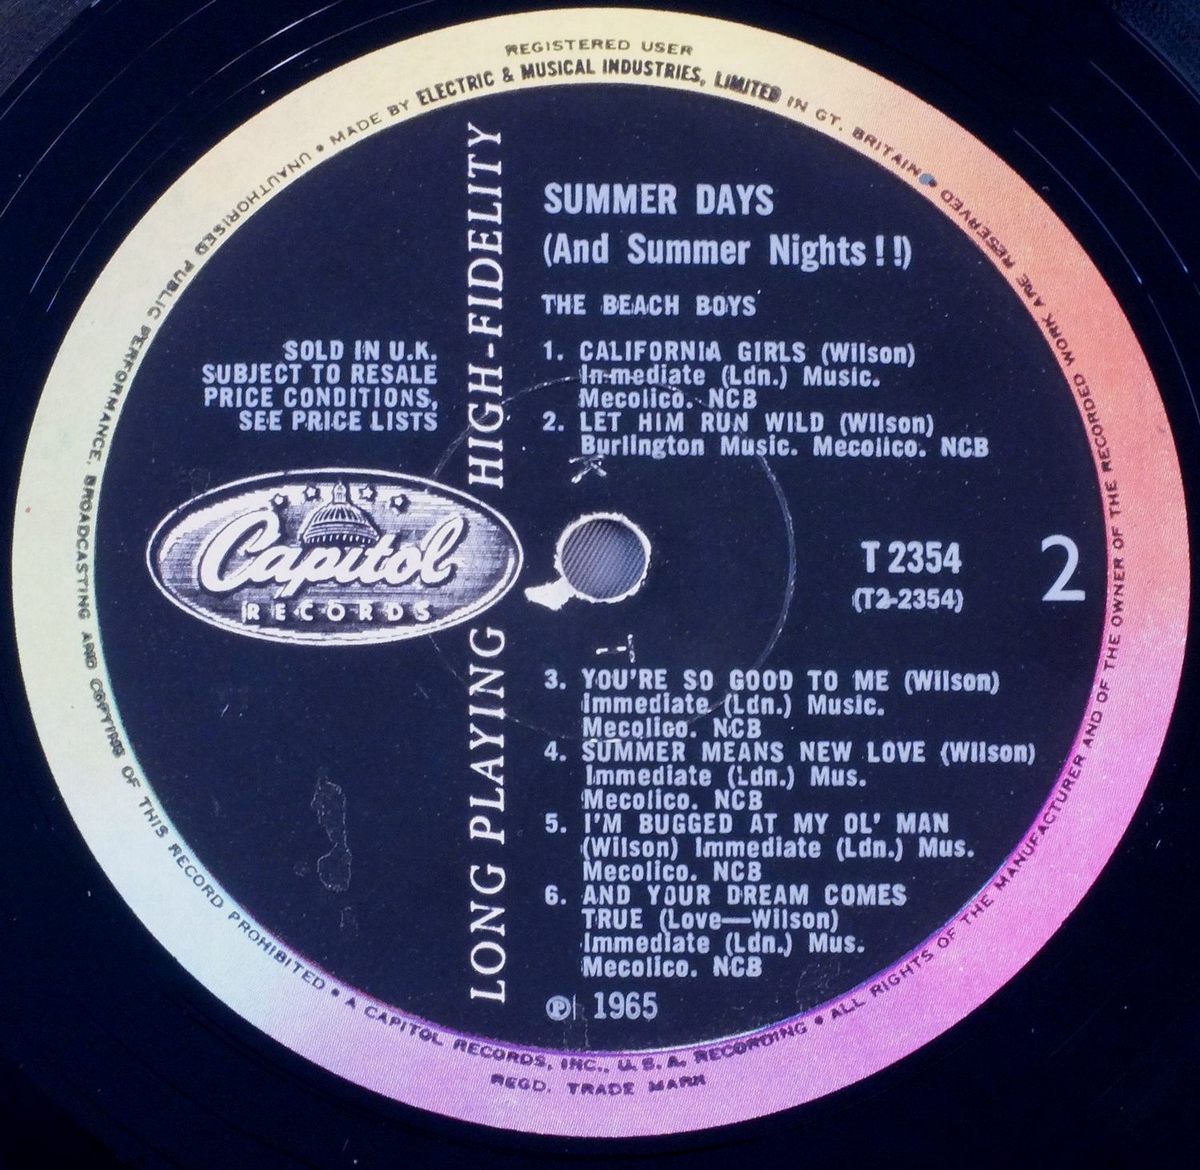 REGISTERED USER
UNAUTHORISED PUBLIC PERFORMANCE, BROADCASTING AND COPYING OF THIS RECORD PROHIBITED • A CAPITOL RECORDS, INC., U.S.A. RECORDING • ALL RIGHTS OF THE MANUFACTURER AND OF THE OWNER OF THE RECORDED WORK ARE RESERVED • MADE BY ELECTRIC & MUSICAL INDUSTRIES, LIMITED IN GT. BRITAIN
REGD. TRADE MARK
LONG PLAYING HIGH-FIDELITY
SUMMER DAYS
(And Summer Nights!!)
THE BEACH BOYS
SOLD IN U.K.
SUBJECT TO RESALE
PRICE CONDITIONS,
SEE PRICE LISTS
Capitol
RECORDS
1. CALIFORNIA GIRLS (Wilson)
Immediate (Ldn.) Music.
Mecolico. NCB
2. LET HIM RUN WILD (Wilson)
Burlington Music. Mecolico. NCB
T 2354
(T2-2354)
2
3. YOU'RE SO GOOD TO ME (Wilson)
Immediate (Ldn.) Music.
Mecolico. NCB
4. SUMMER MEANS NEW LOVE (Wilson)
Immediate (Ldn.) Mus.
Mecolico. NCB
5. I'M BUGGED AT MY OL' MAN
(Wilson) Immediate (Ldn.) Mus.
Mecolico. NCB
6. AND YOUR DREAM COMES
TRUE (Love—Wilson)
Immediate (Ldn.) Mus.
Mecolico. NCB
℗ 1965